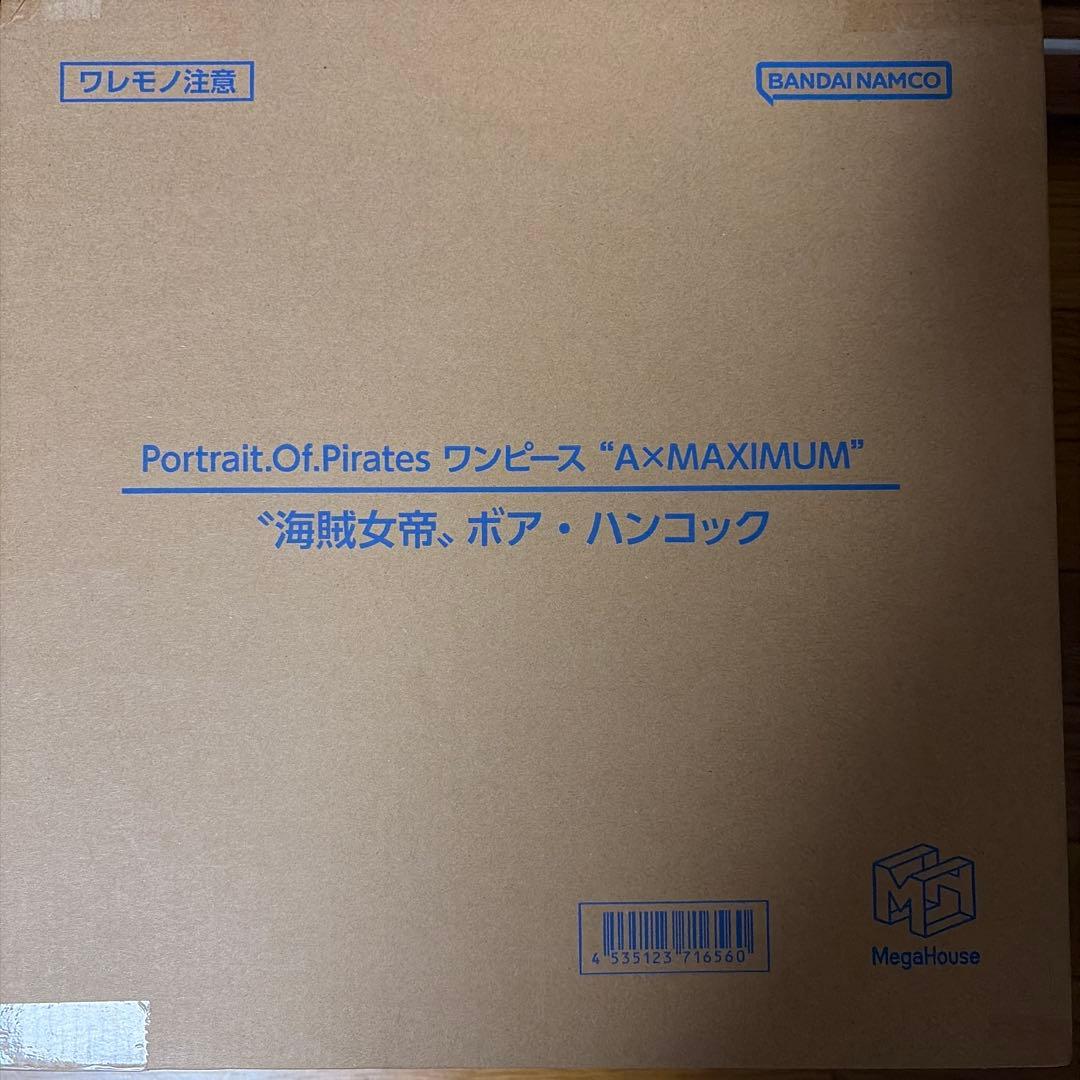 ワレモノ注意
BANDAI NAMCO
Portrait.Of.Pirates ワンピース “A×MAXIMUM”
〝海賊女帝〟ボア・ハンコック
4 535123 716560
MH
MegaHouse